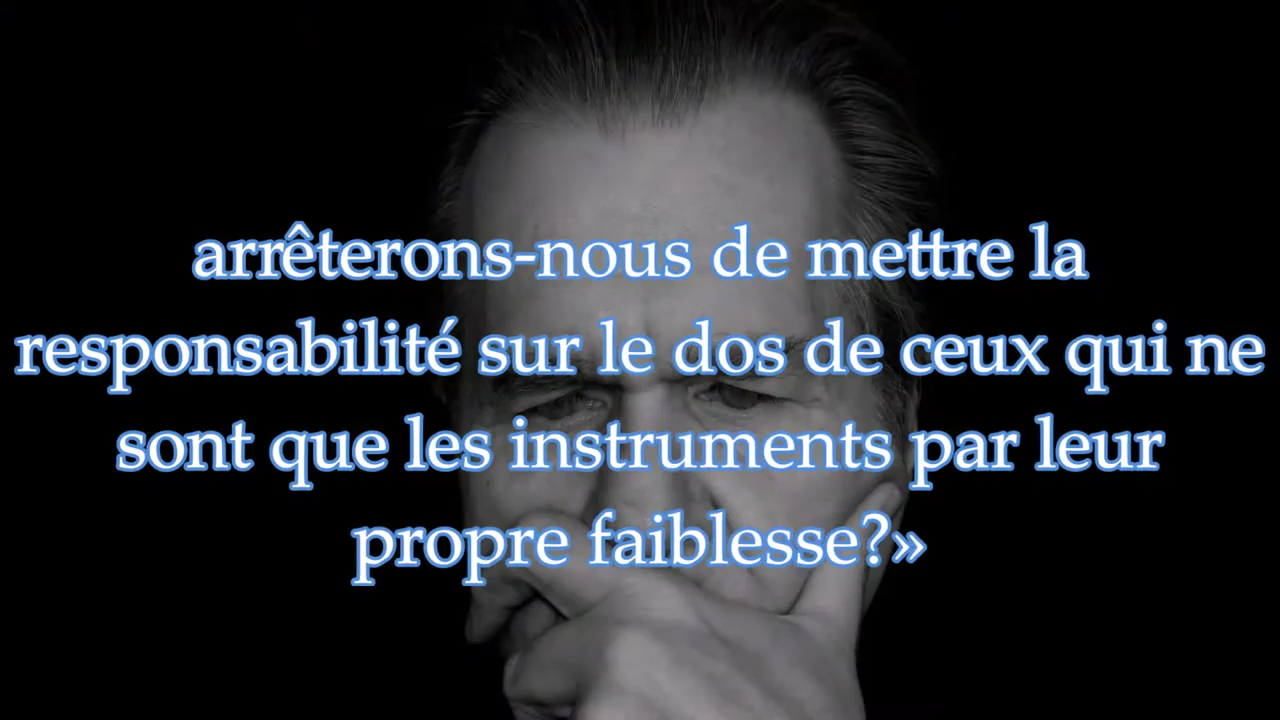 arrêterons-nous de mettre la
responsabilité sur le dos de ceux qui ne
sont que les instruments par leur
propre faiblesse?»